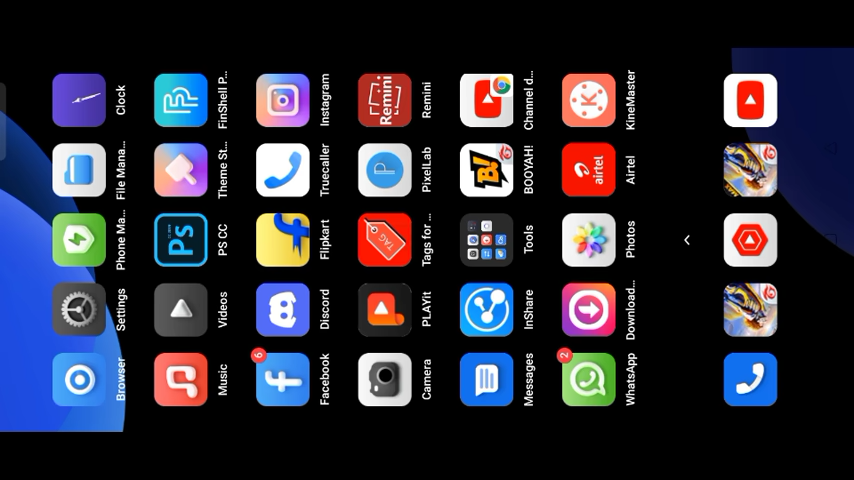 Browser Settings Phone Ma... File Mana... Clock
Ps
Music Videos PS CC Theme St... FinShell P...
Facebook Discord Flipkart Truecaller Instagram
TAG P Remini
Camera PLAYit Tags for ... PixelLab Remini
B!
Messages InShare Tools BOOYAH! Channel d...
2 airtel K
WhatsApp Download... Photos Airtel KineMaster